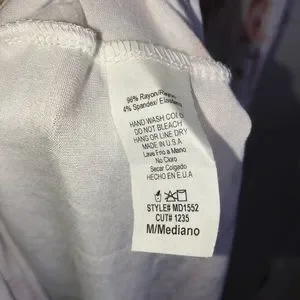 96% Rayon/Rayon
4% Spandex/ Elastano
HAND WASH COLD
DO NOT BLEACH
HANG OR LINE DRY
MADE IN U.S.A
Lave Frio a Mano
No Cloro
Secar Colgado
HECHO EN E.U.A
STYLE# MD1552
CUT# 1235
M/Mediano